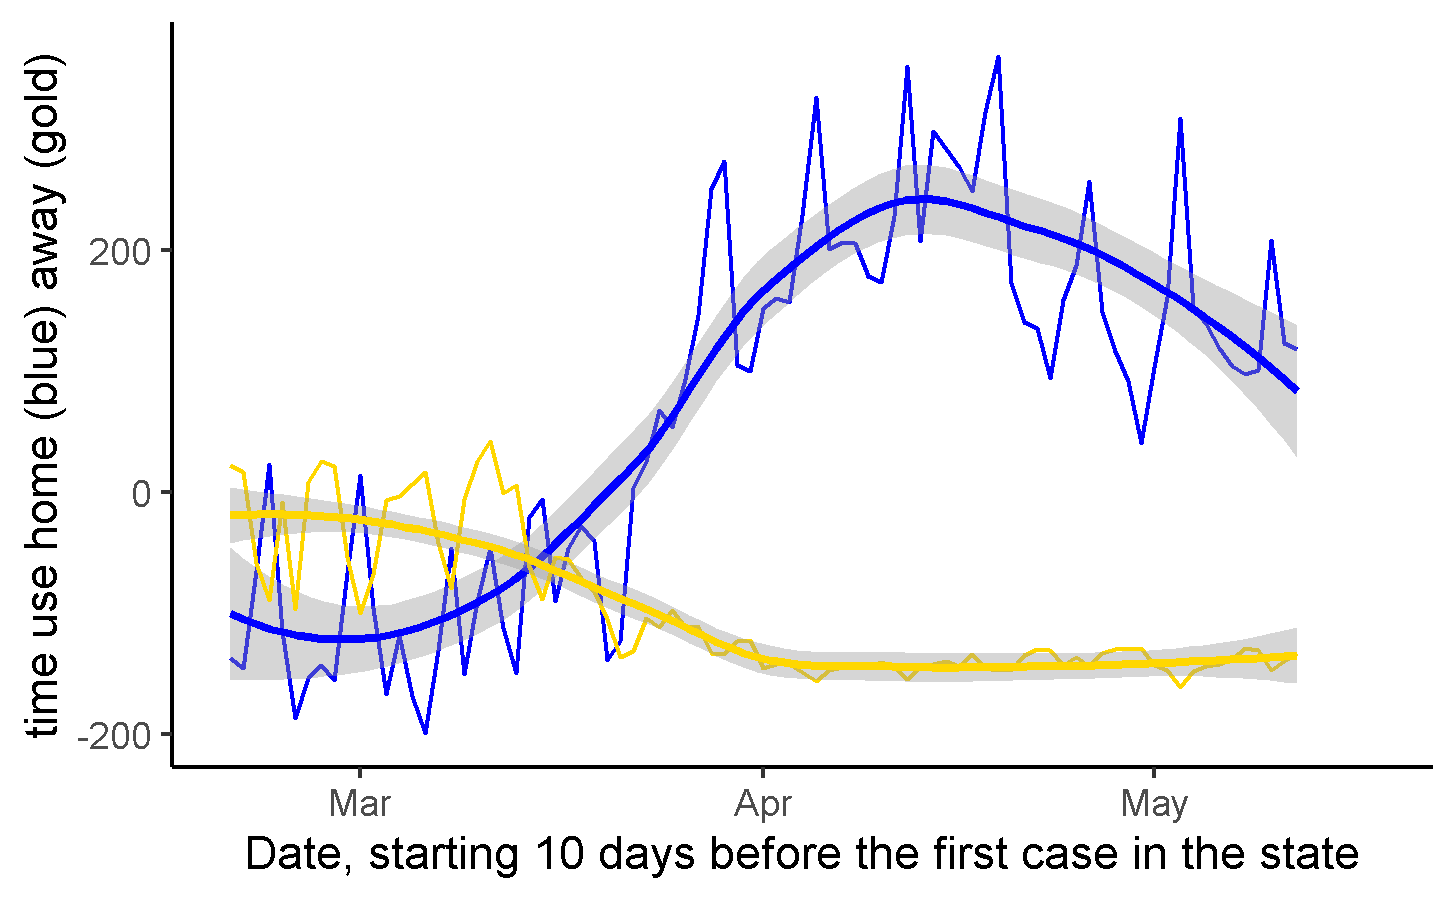 time use home (blue) away (gold)
200
0
-200
Mar
Apr
May
Date, starting 10 days before the first case in the state